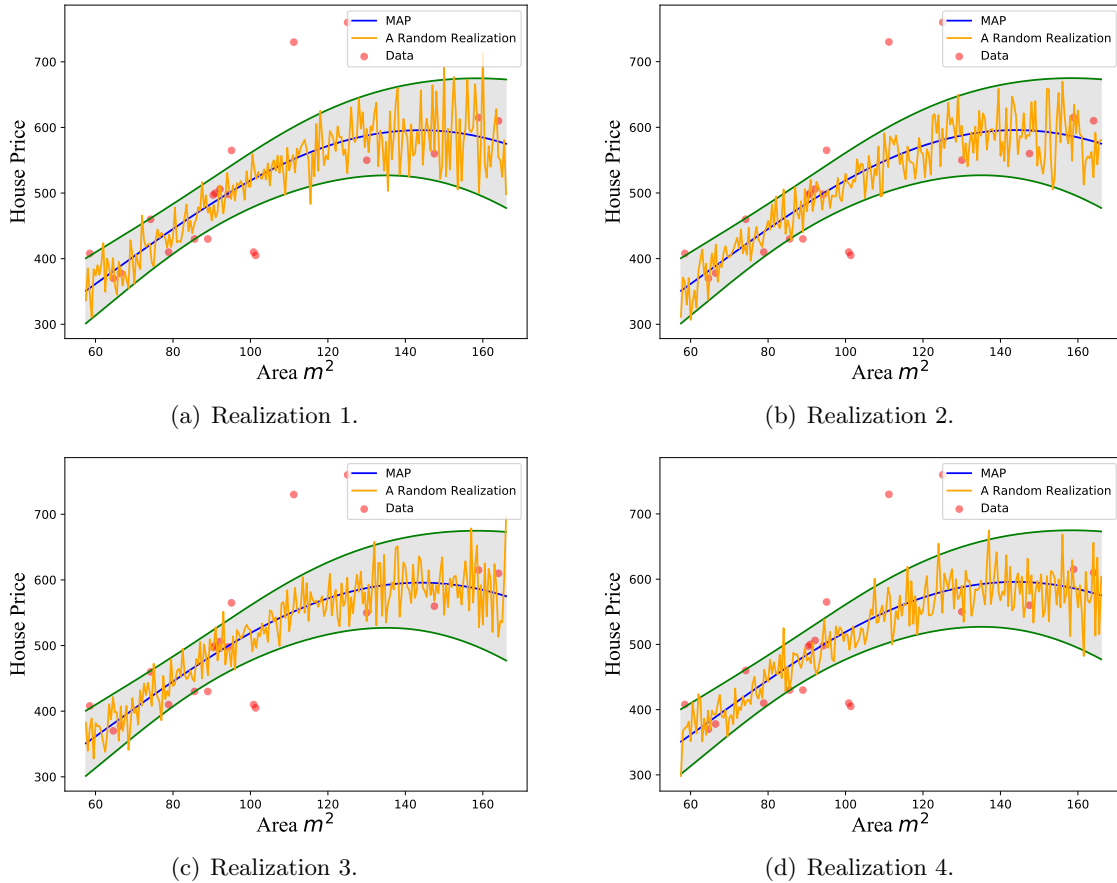 MAP
A Random Realization
Data
700
600
500
400
300
House Price
60 80 100 120 140 160
Area m²
(a) Realization 1.
MAP
A Random Realization
Data
700
600
500
400
300
House Price
60 80 100 120 140 160
Area m²
(b) Realization 2.
MAP
A Random Realization
Data
700
600
500
400
300
House Price
60 80 100 120 140 160
Area m²
(c) Realization 3.
MAP
A Random Realization
Data
700
600
500
400
300
House Price
60 80 100 120 140 160
Area m²
(d) Realization 4.